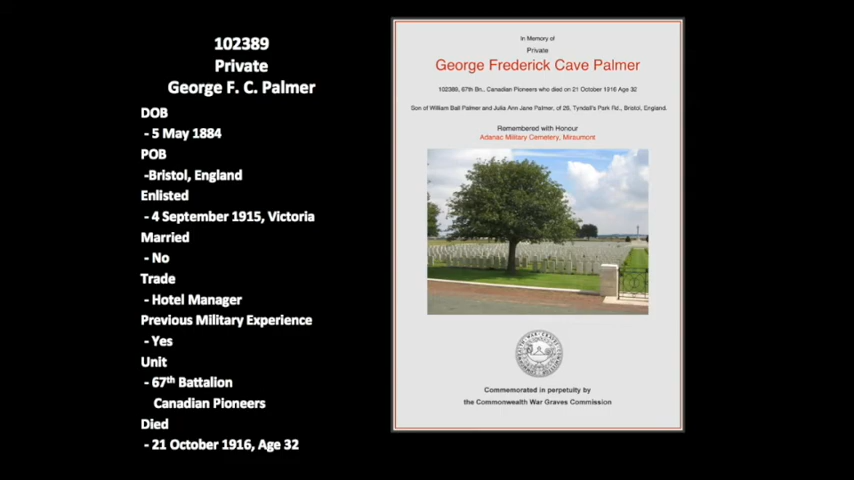 102389
Private
George F. C. Palmer
DOB
- 5 May 1884
POB
-Bristol, England
Enlisted
- 4 September 1915, Victoria
Married
- No
Trade
- Hotel Manager
Previous Military Experience
- Yes
Unit
- 67th Battalion
Canadian Pioneers
Died
- 21 October 1916, Age 32
In Memory of
Private
George Frederick Cave Palmer
102389, 67th Bn., Canadian Pioneers who died on 21 October 1916 Age 32
Son of William Ball Palmer and Julia Ann Jane Palmer, of 29, Tyndall's Park Rd., Bristol, England.
Remembered with Honour
Adanac Military Cemetery, Miraumont
Commemorated in perpetuity by
the Commonwealth War Graves Commission